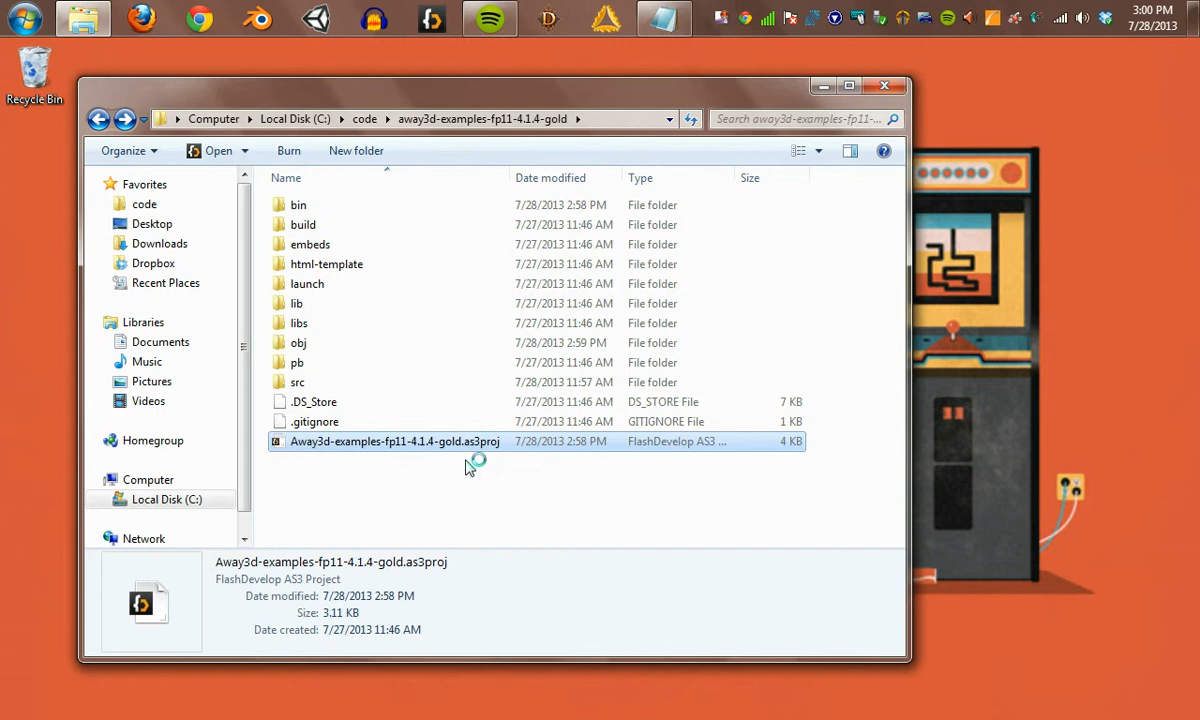 3:00 PM
7/28/2013
Recycle Bin
Computer Local Disk (C:) code away3d-examples-fp11-4.1.4-gold
Search away3d-examples-fp11-...
Organize Open Burn New folder
Name Date modified Type Size
Favorites
code
Desktop
Downloads
Dropbox
Recent Places
Libraries
Documents
Music
Pictures
Videos
Homegroup
Computer
Local Disk (C:)
Network
bin 7/28/2013 2:58 PM File folder
build 7/27/2013 11:46 AM File folder
embeds 7/27/2013 11:46 AM File folder
html-template 7/27/2013 11:46 AM File folder
launch 7/27/2013 11:46 AM File folder
lib 7/27/2013 11:46 AM File folder
libs 7/27/2013 11:46 AM File folder
obj 7/28/2013 2:59 PM File folder
pb 7/27/2013 11:46 AM File folder
src 7/28/2013 11:57 AM File folder
.DS_Store 7/27/2013 11:46 AM DS_STORE File 7 KB
.gitignore 7/27/2013 11:46 AM GITIGNORE File 1 KB
Away3d-examples-fp11-4.1.4-gold.as3proj 7/28/2013 2:58 PM FlashDevelop AS3 ... 4 KB
Away3d-examples-fp11-4.1.4-gold.as3proj
FlashDevelop AS3 Project
Date modified: 7/28/2013 2:58 PM
Size: 3.11 KB
Date created: 7/27/2013 11:46 AM